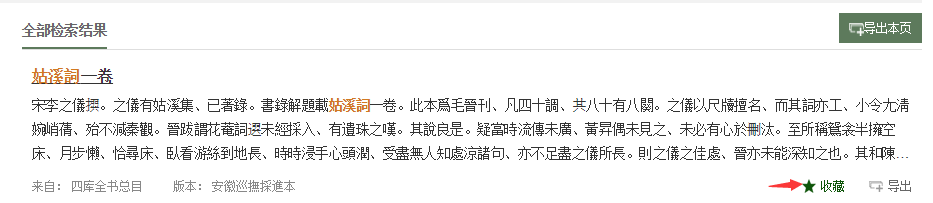 全部检索结果
导出本页
姑溪詞一卷
宋李之儀撰。之儀有姑溪集、已著錄。書錄解題載姑溪詞一卷。此本爲毛晉刊、凡四十調、共八十有八闋。之儀以尺牘擅名、而其詞亦工、小令尤淸
婉峭蒨、殆不減秦觀。晉跋謂花菴詞選未經採入、有遺珠之嘆。其說良是。疑當時流傳未廣、黃昇偶未見之、未必有心於刪汰。至所稱鴛衾半擁空
床、月步懶、恰尋床、臥看游絲到地長、時時浸手心頭潤、受盡無人知處涼諸句、亦不足盡之儀所長。則之儀之佳處、晉亦未能深知之也。其和陳…
来自： 四库全书总目 版本： 安徽巡撫採進本 收藏 导出